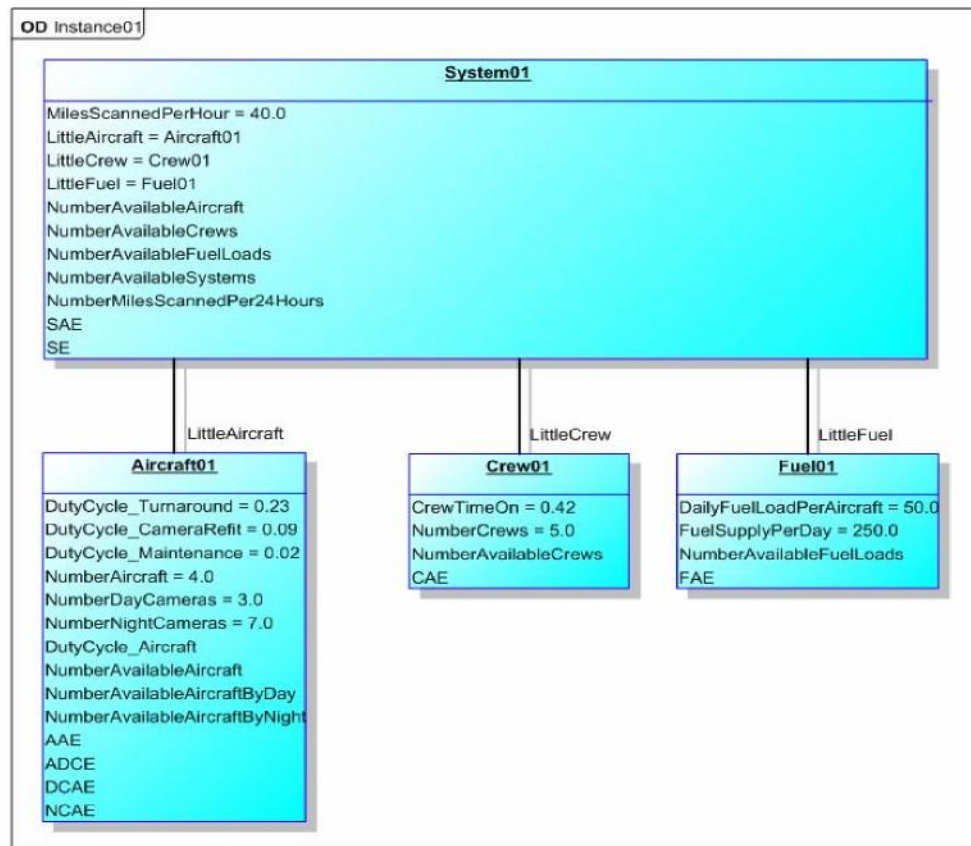 OD Instance01
System01
MilesScannedPerHour = 40.0
LittleAircraft = Aircraft01
LittleCrew = Crew01
LittleFuel = Fuel01
NumberAvailableAircraft
NumberAvailableCrews
NumberAvailableFuelLoads
NumberAvailableSystems
NumberMilesScannedPer24Hours
SAE
SE
LittleAircraft
LittleCrew
LittleFuel
Aircraft01
DutyCycle_Turnaround = 0.23
DutyCycle_CameraRefit = 0.09
DutyCycle_Maintenance = 0.02
NumberAircraft = 4.0
NumberDayCameras = 3.0
NumberNightCameras = 7.0
DutyCycle_Aircraft
NumberAvailableAircraft
NumberAvailableAircraftByDay
NumberAvailableAircraftByNight
AAE
ADCE
DCAE
NCAE
Crew01
CrewTimeOn = 0.42
NumberCrews = 5.0
NumberAvailableCrews
CAE
Fuel01
DailyFuelLoadPerAircraft = 50.0
FuelSupplyPerDay = 250.0
NumberAvailableFuelLoads
FAE